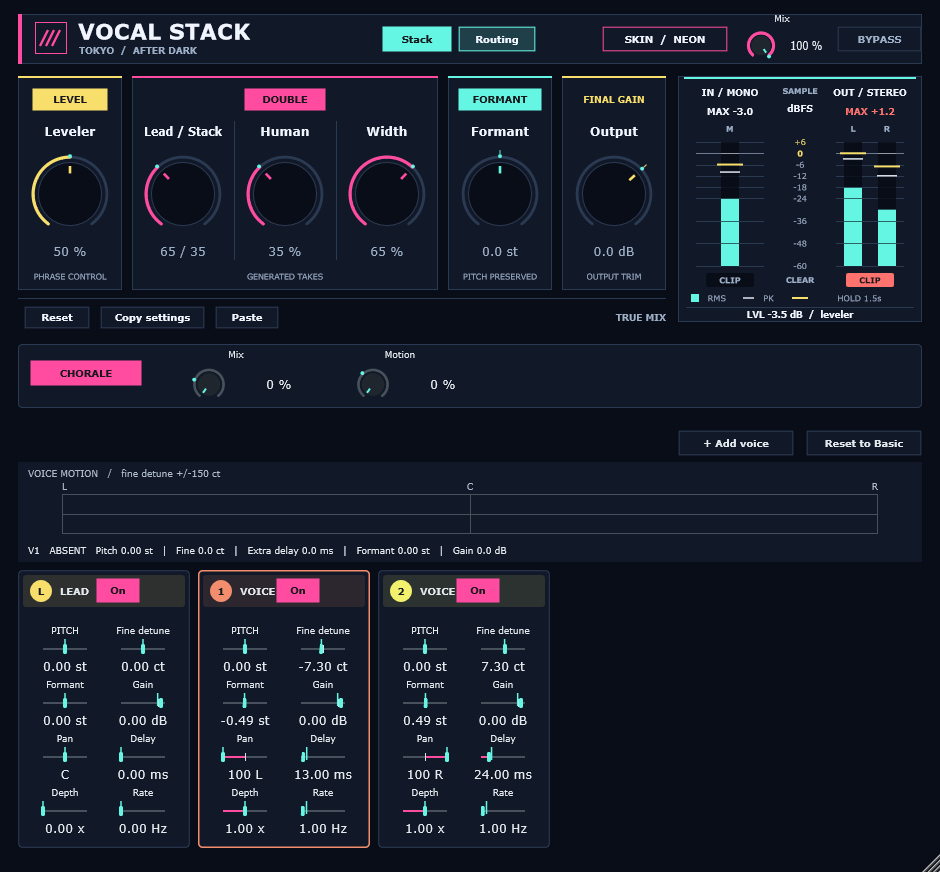 VOCAL STACK
TOKYO / AFTER DARK
Stack
Routing
SKIN / NEON
Mix
100 %
BYPASS
LEVEL
Leveler
50 %
PHRASE CONTROL
DOUBLE
Lead / Stack
Human
Width
65 / 35
35 %
65 %
GENERATED TAKES
FORMANT
Formant
0.0 st
PITCH PRESERVED
FINAL GAIN
Output
0.0 dB
OUTPUT TRIM
IN / MONO
SAMPLE
OUT / STEREO
MAX -3.0
dBFS
MAX +1.2
M
L
R
+6
0
-6
-12
-18
-24
-36
-48
-60
CLIP
CLEAR
CLIP
RMS
PK
HOLD 1.5s
LVL -3.5 dB / leveler
Reset
Copy settings
Paste
TRUE MIX
CHORALE
Mix
0 %
Motion
0 %
+ Add voice
Reset to Basic
VOICE MOTION / fine detune +/-150 ct
L
C
R
V1 ABSENT Pitch 0.00 st | Fine 0.0 ct | Extra delay 0.0 ms | Formant 0.00 st | Gain 0.0 dB
L LEAD On
PITCH Fine detune
0.00 st 0.00 ct
Formant Gain
0.00 st 0.00 dB
Pan Delay
C 0.00 ms
Depth Rate
0.00 x 0.00 Hz
1 VOICE On
PITCH Fine detune
0.00 st -7.30 ct
Formant Gain
-0.49 st 0.00 dB
Pan Delay
100 L 13.00 ms
Depth Rate
1.00 x 1.00 Hz
2 VOICE On
PITCH Fine detune
0.00 st 7.30 ct
Formant Gain
0.49 st 0.00 dB
Pan Delay
100 R 24.00 ms
Depth Rate
1.00 x 1.00 Hz